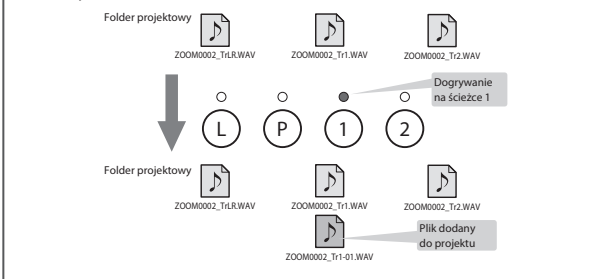 Folder projektowy
ZOOM0002_TrLR.WAV
ZOOM0002_Tr1.WAV
ZOOM0002_Tr2.WAV
Dogrywanie
na ścieżce 1
L
P
1
2
Folder projektowy
ZOOM0002_TrLR.WAV
ZOOM0002_Tr1.WAV
ZOOM0002_Tr2.WAV
Plik dodany
do projektu
ZOOM0002_Tr1-01.WAV